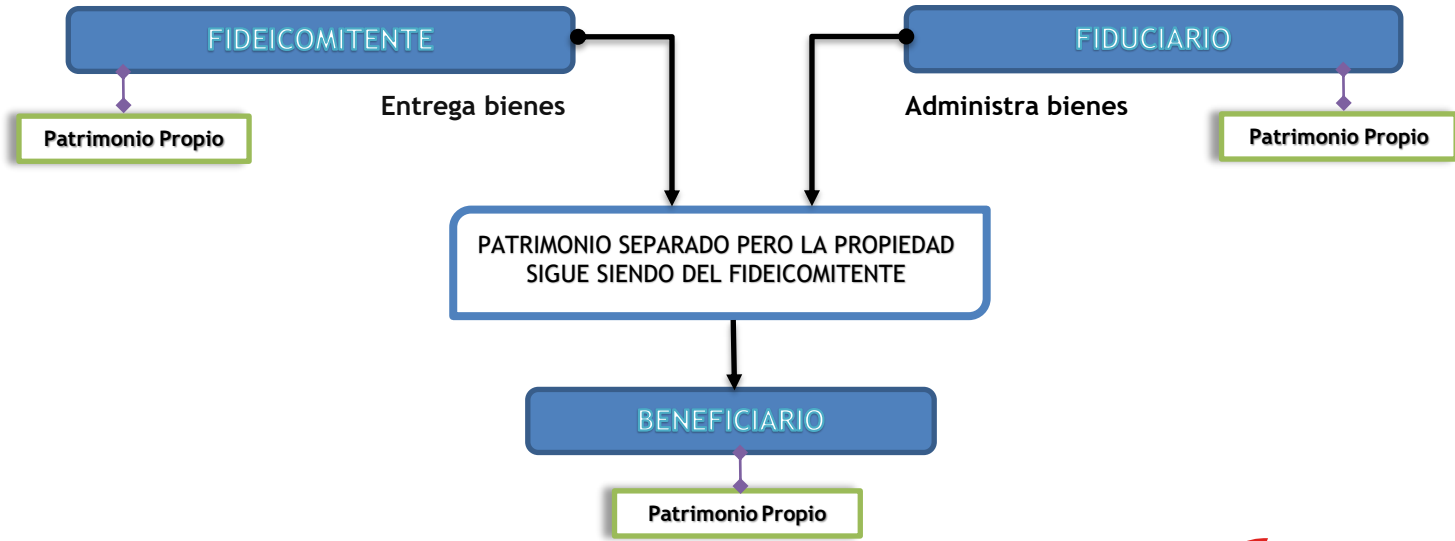 FIDEICOMITENTE
FIDUCIARIO
Entrega bienes
Administra bienes
Patrimonio Propio
Patrimonio Propio
PATRIMONIO SEPARADO PERO LA PROPIEDAD
SIGUE SIENDO DEL FIDEICOMITENTE
BENEFICIARIO
Patrimonio Propio